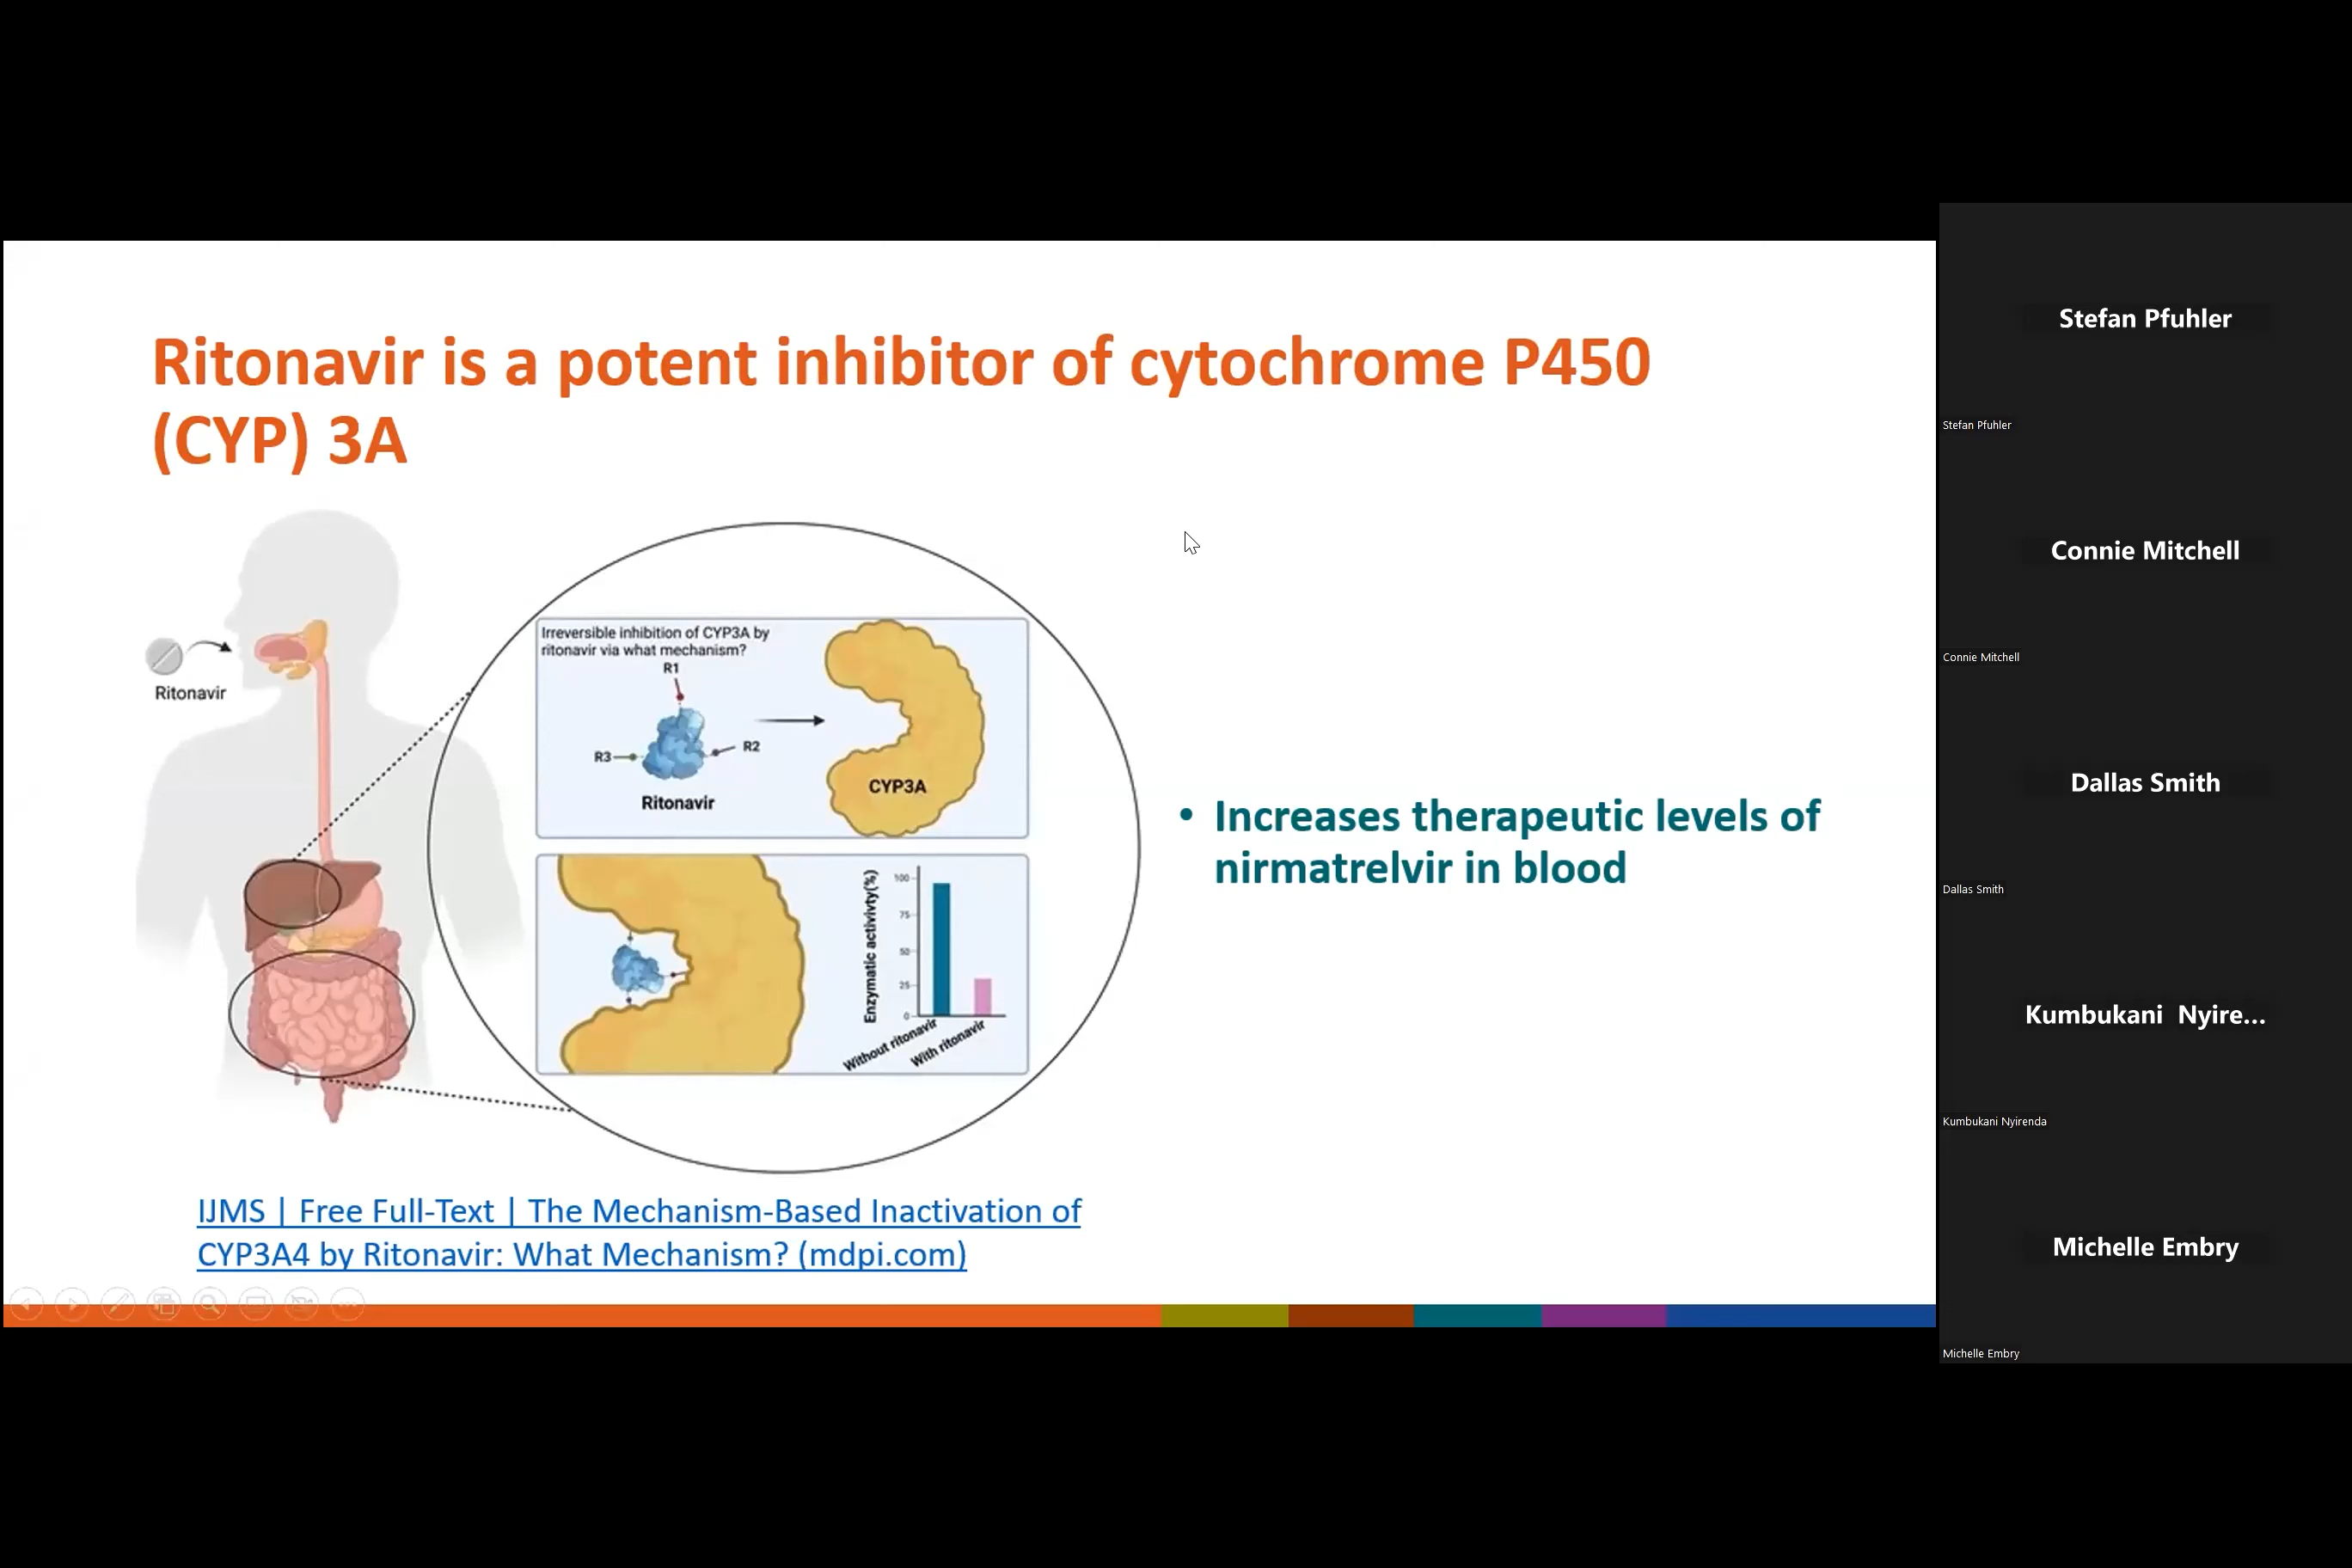 Ritonavir is a potent inhibitor of cytochrome P450
(CYP) 3A
Ritonavir
Irreversible inhibition of CYP3A by
ritonavir via what mechanism?
R1
R2
R3
Ritonavir
CYP3A
Enzymatic activivty(%)
100
75
50
25
0
Without ritonavir
With ritonavir
• Increases therapeutic levels of
nirmatrelvir in blood
IJMS | Free Full-Text | The Mechanism-Based Inactivation of
CYP3A4 by Ritonavir: What Mechanism? (mdpi.com)
Stefan Pfuhler
Stefan Pfuhler
Connie Mitchell
Connie Mitchell
Dallas Smith
Dallas Smith
Kumbukani Nyire...
Kumbukani Nyirenda
Michelle Embry
Michelle Embry